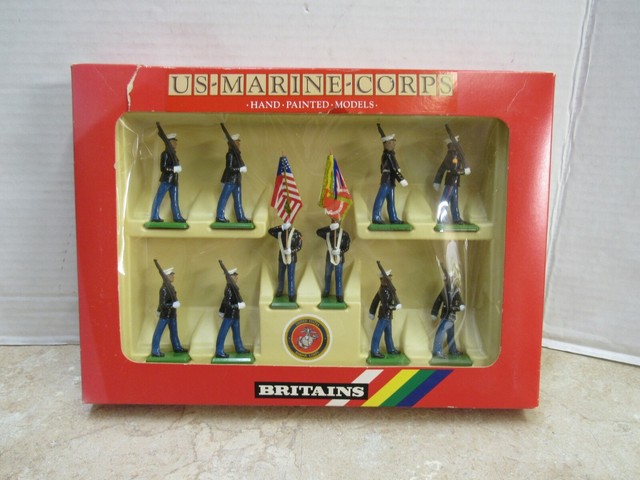 US·MARINE·CORPS
·HAND·PAINTED·MODELS·
BRITAINS